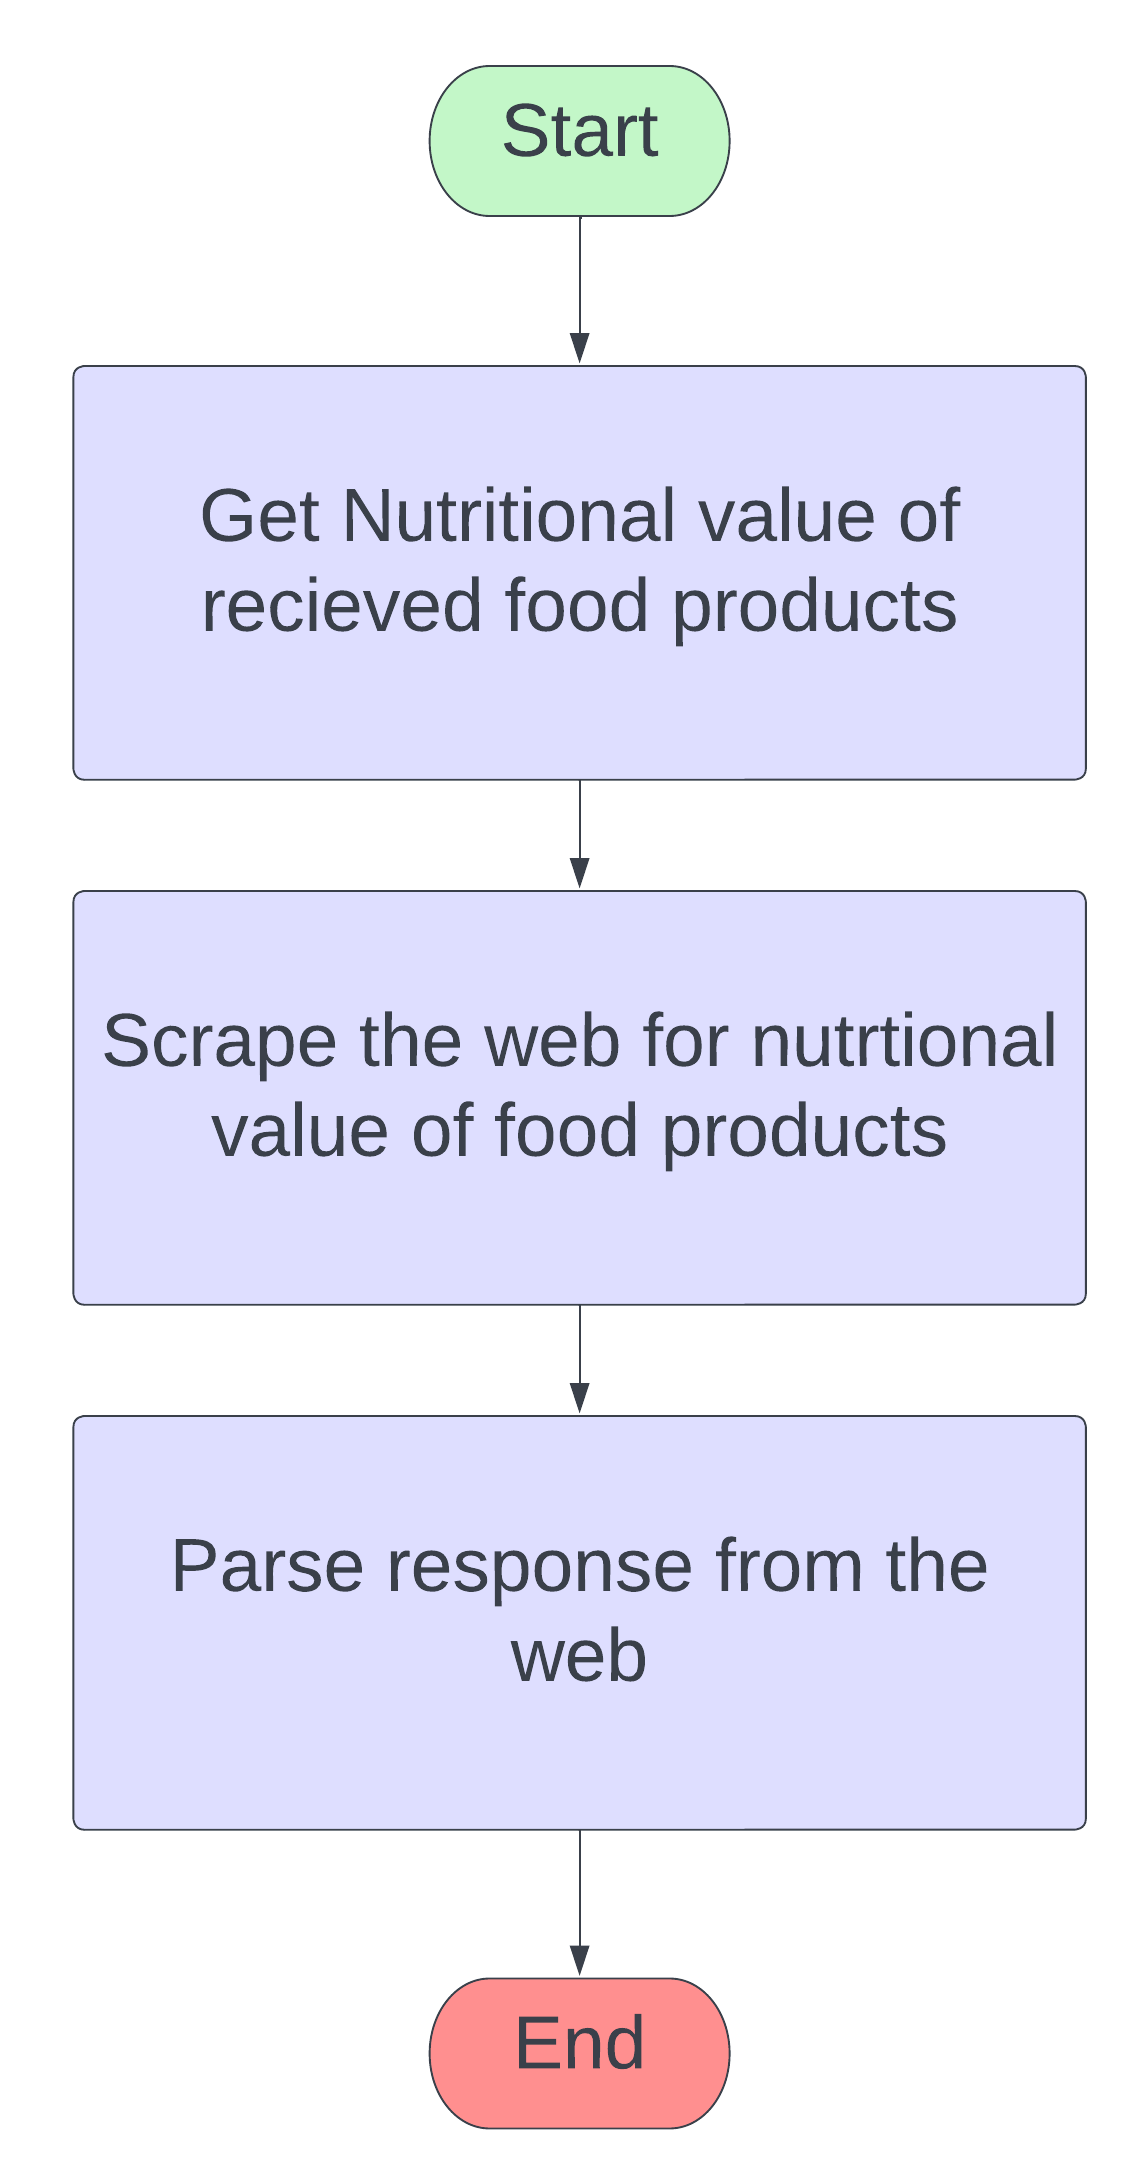 Start
Get Nutritional value of
recieved food products
Scrape the web for nutrtional
value of food products
Parse response from the
web
End